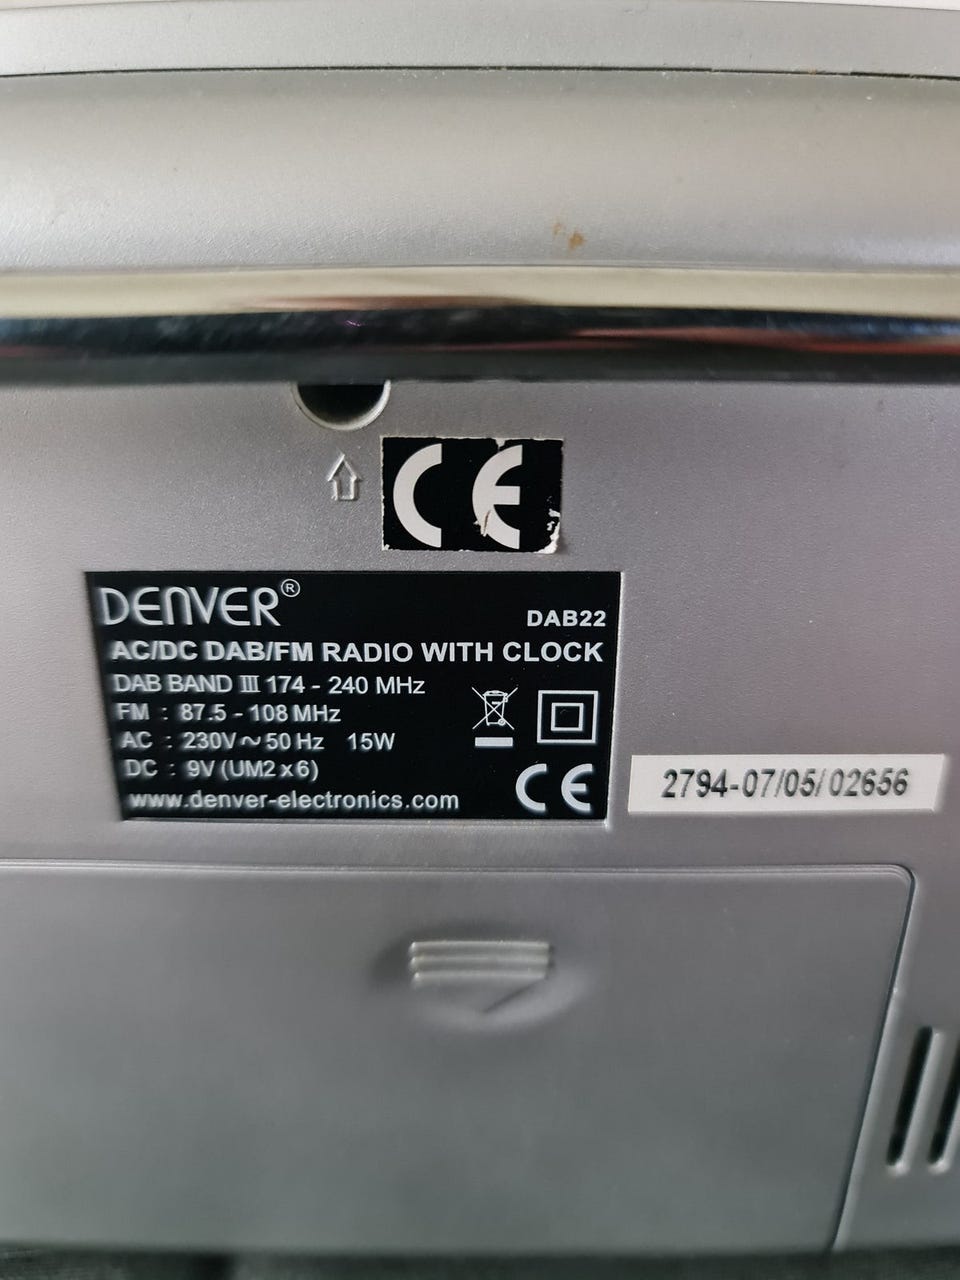 CE
DENVER®
DAB22
AC/DC DAB/FM RADIO WITH CLOCK
DAB BAND III 174 - 240 MHz
FM : 87.5 - 108 MHz
AC : 230V ~ 50 Hz 15W
DC : 9V (UM2 x 6)
www.denver-electronics.com
CE
2794-07/05/02656